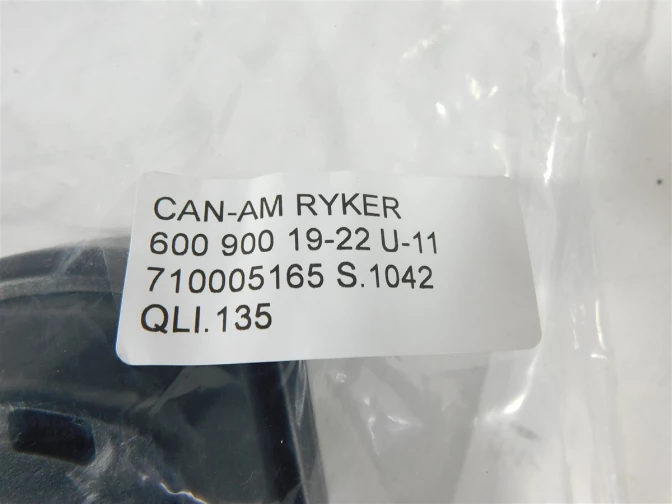 CAN-AM RYKER
600 900 19-22 U-11
710005165 S.1042
QLI.135